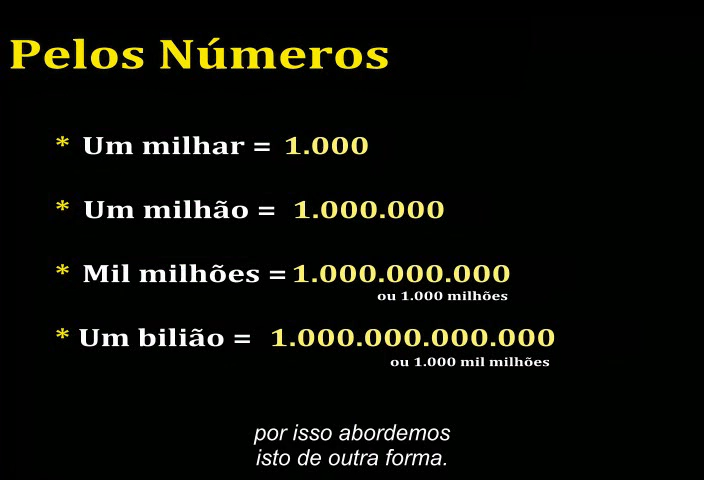 Pelos Números
* Um milhar = 1.000
* Um milhão = 1.000.000
* Mil milhões = 1.000.000.000
ou 1.000 milhões
* Um bilião = 1.000.000.000.000
ou 1.000 mil milhões
por isso abordemos
isto de outra forma.